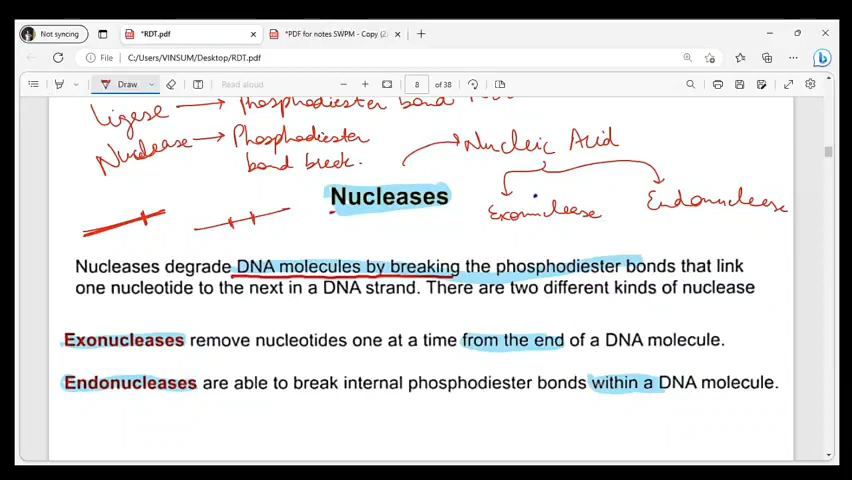 Not syncing
*RDT.pdf
*PDF for notes SWPM - Copy (2
File
C:/Users/VINSUM/Desktop/RDT.pdf
Draw
8
of 38
Ligese → Phosphodiester bond
Nuclease → Phosphodiester
bond break.
Nucleic Acid
Exonuclease
Endonuclease
Nucleases
Nucleases degrade DNA molecules by breaking the phosphodiester bonds that link
one nucleotide to the next in a DNA strand. There are two different kinds of nuclease
Exonucleases remove nucleotides one at a time from the end of a DNA molecule.
Endonucleases are able to break internal phosphodiester bonds within a DNA molecule.